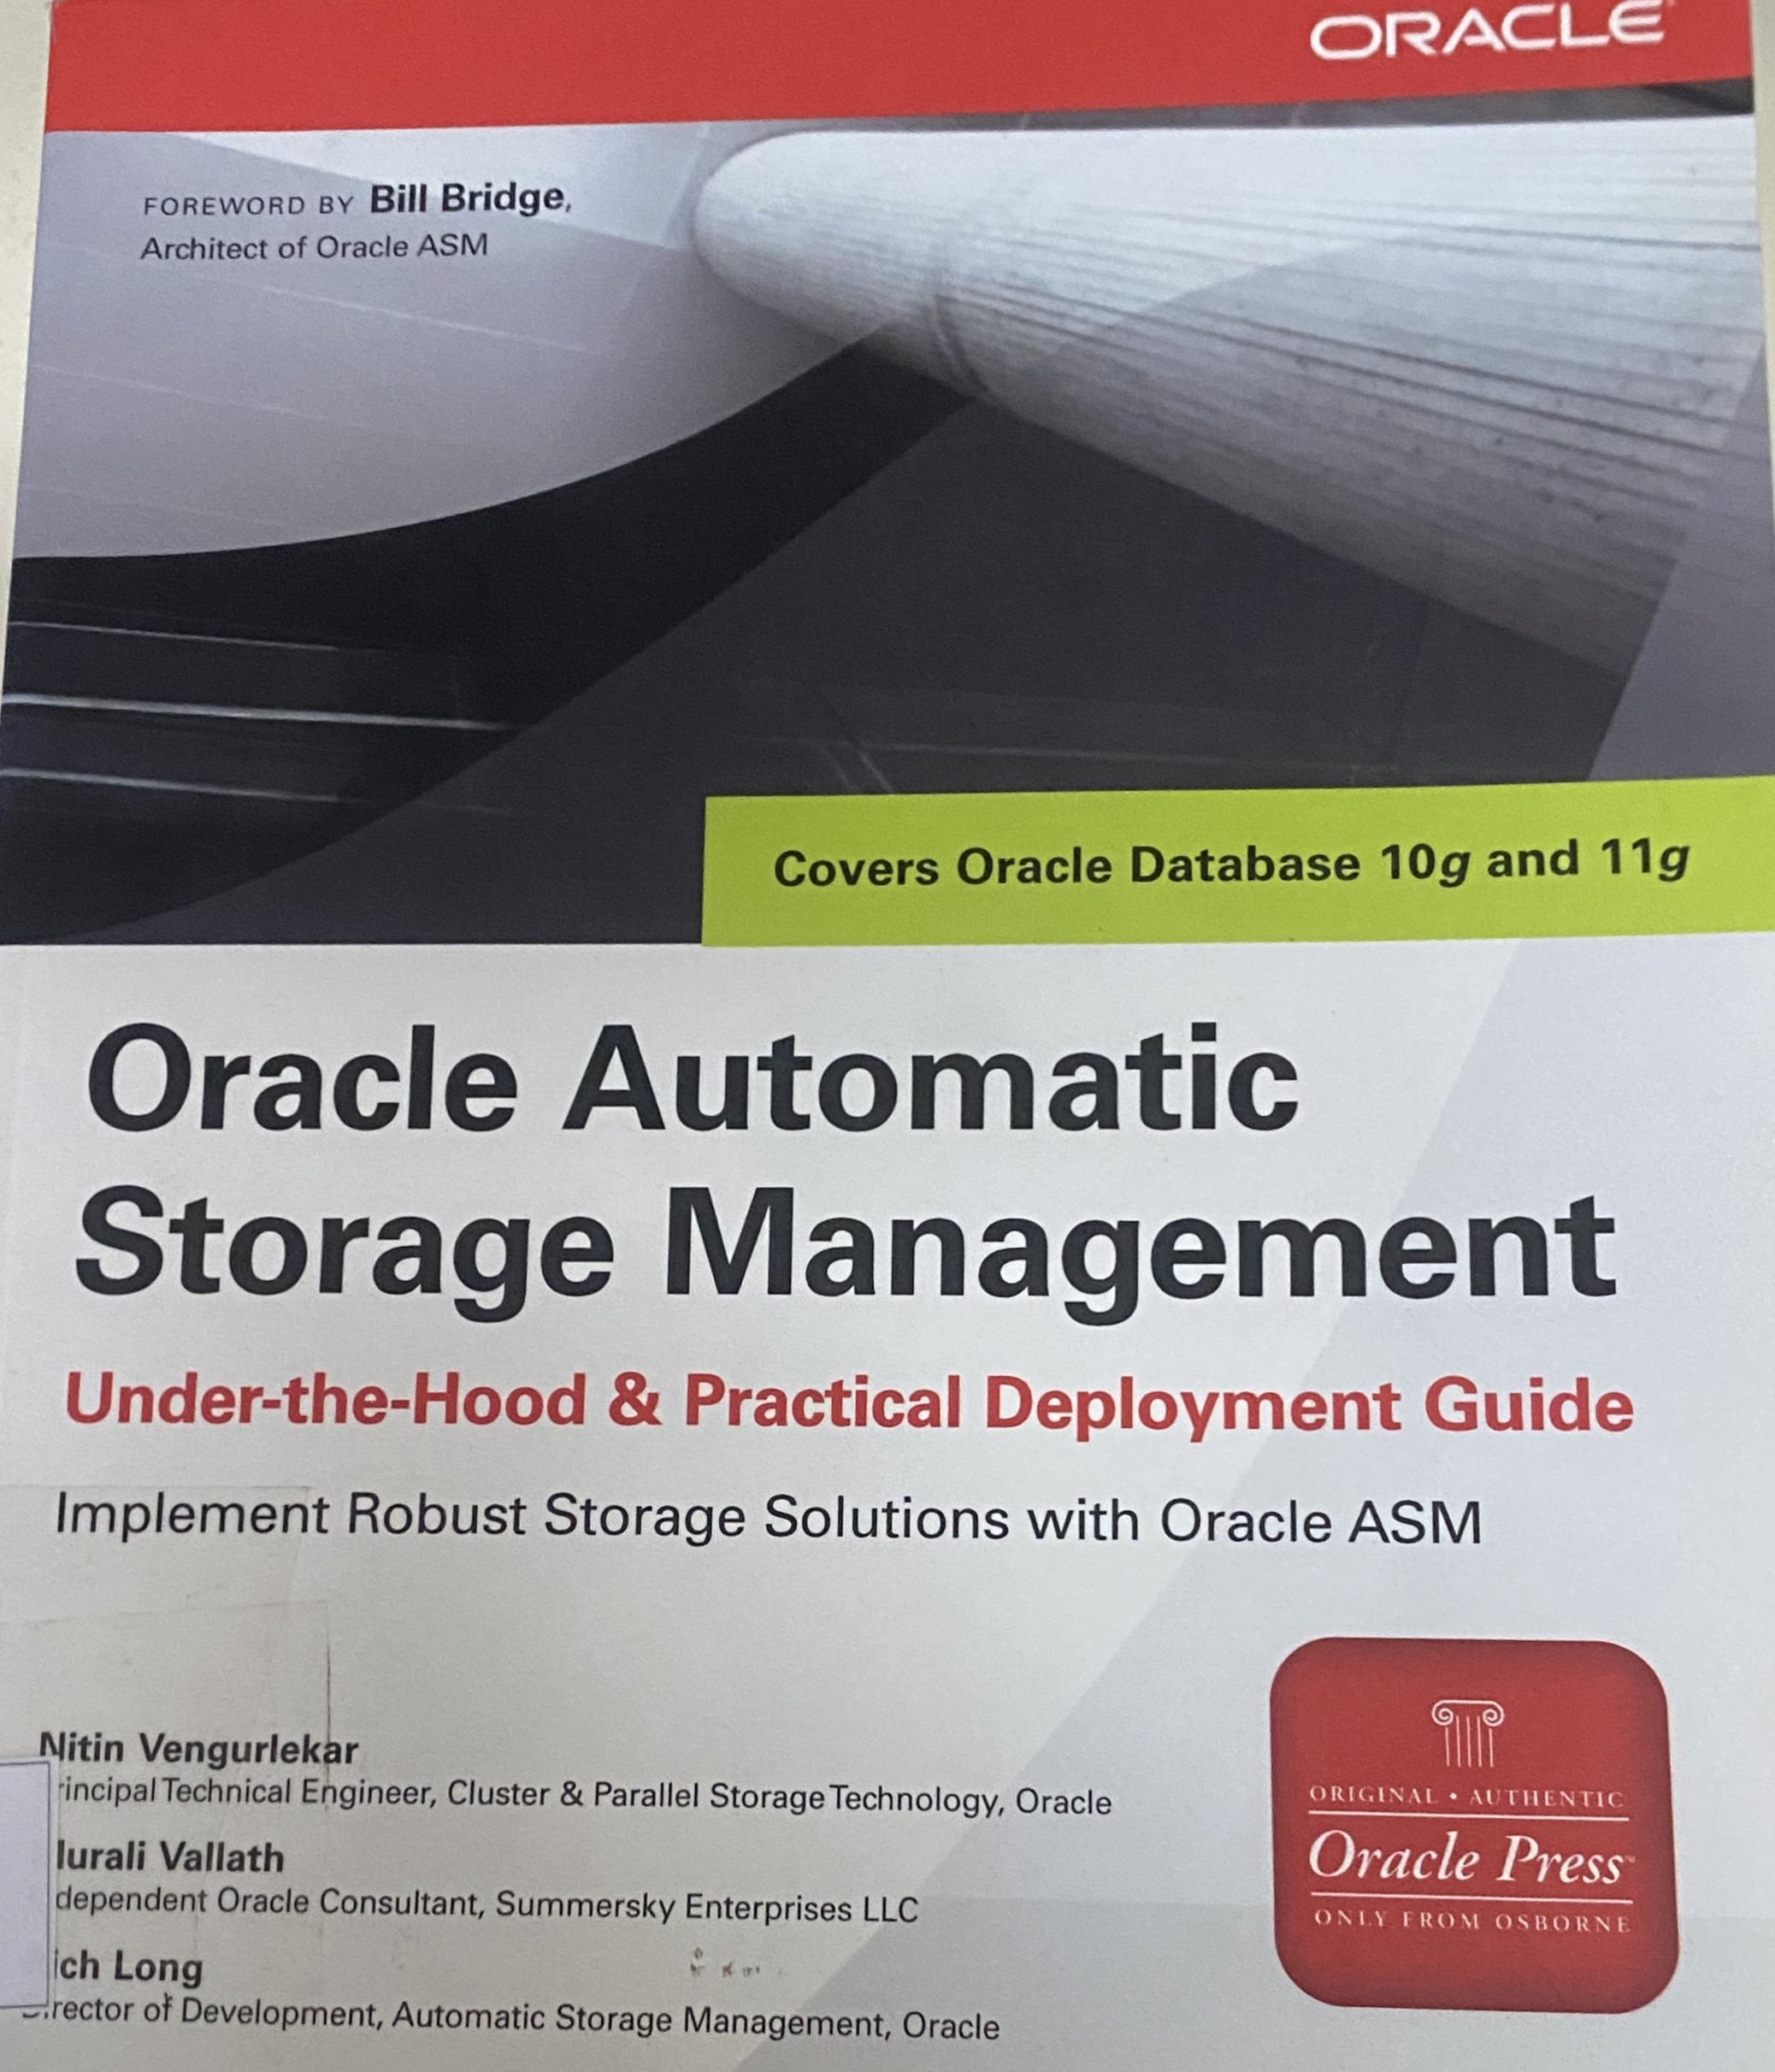 ORACLE
FOREWORD BY Bill Bridge,
Architect of Oracle ASM
Covers Oracle Database 10g and 11g
Oracle Automatic
Storage Management
Under-the-Hood & Practical Deployment Guide
Implement Robust Storage Solutions with Oracle ASM
Nitin Vengurlekar
rincipal Technical Engineer, Cluster & Parallel Storage Technology, Oracle
urali Vallath
dependent Oracle Consultant, Summersky Enterprises LLC
ich Long
rector of Development, Automatic Storage Management, Oracle
ORIGINAL • AUTHENTIC
Oracle Press™
ONLY FROM OSBORNE